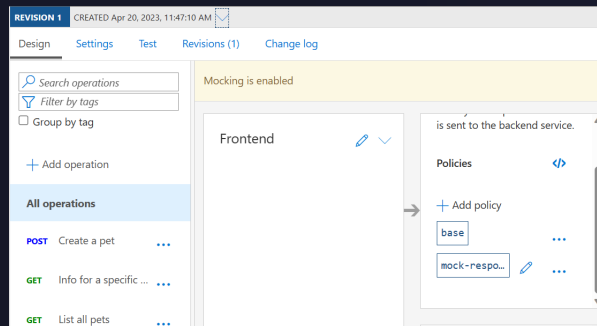 REVISION 1 CREATED Apr 20, 2023, 11:47:10 AM
Design Settings Test Revisions (1) Change log
Search operations
Filter by tags
Group by tag
Add operation
All operations
POST Create a pet ...
GET Info for a specific ... ...
GET List all pets ...
Mocking is enabled
Frontend
is sent to the backend service.
Policies </>
Add policy
base ...
mock-respo... ...